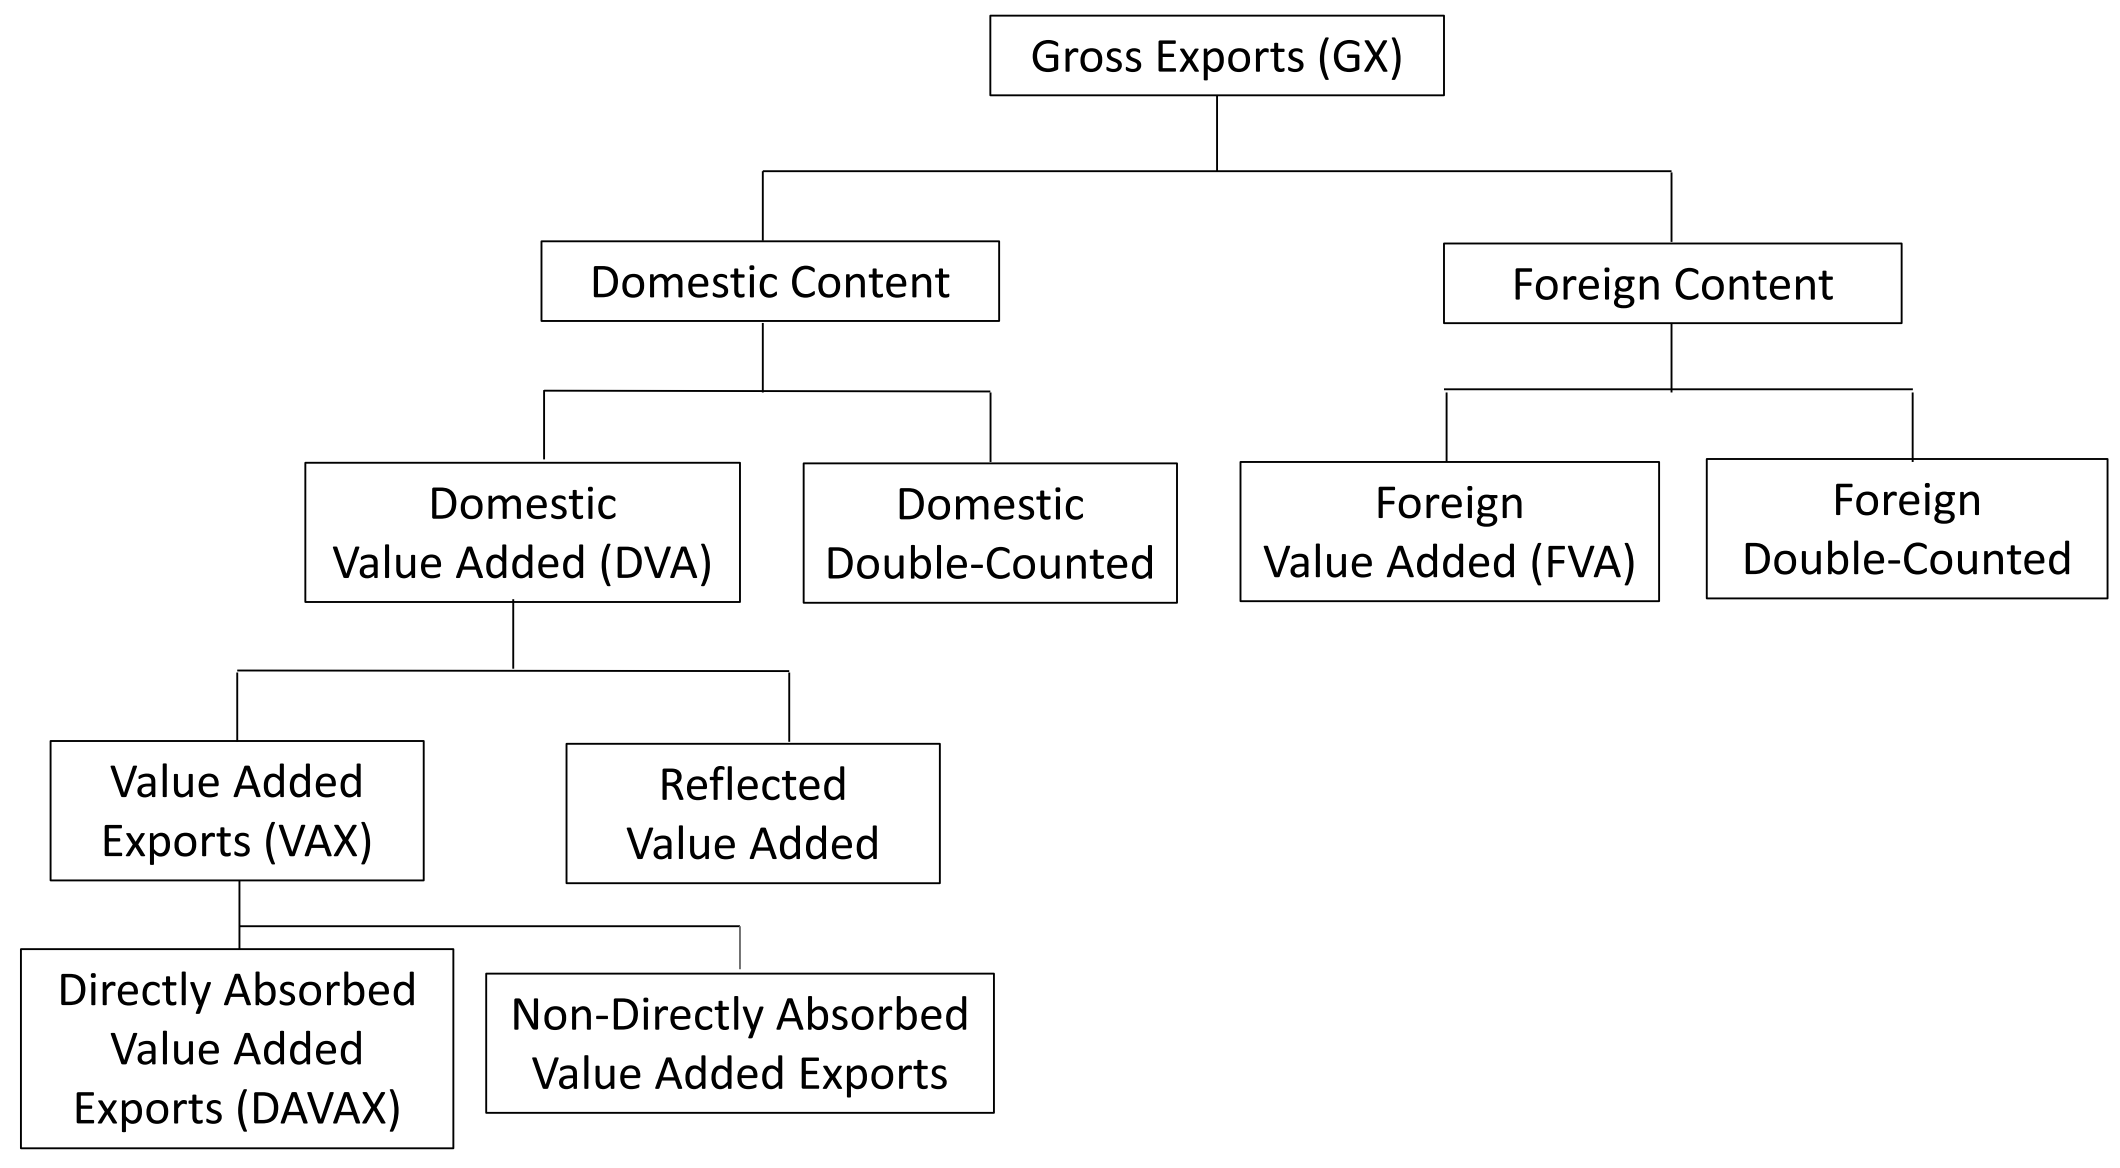 Gross Exports (GX)
Domestic Content
Foreign Content
Domestic
Value Added (DVA)
Domestic
Double-Counted
Foreign
Value Added (FVA)
Foreign
Double-Counted
Value Added
Exports (VAX)
Reflected
Value Added
Directly Absorbed
Value Added
Exports (DAVAX)
Non-Directly Absorbed
Value Added Exports